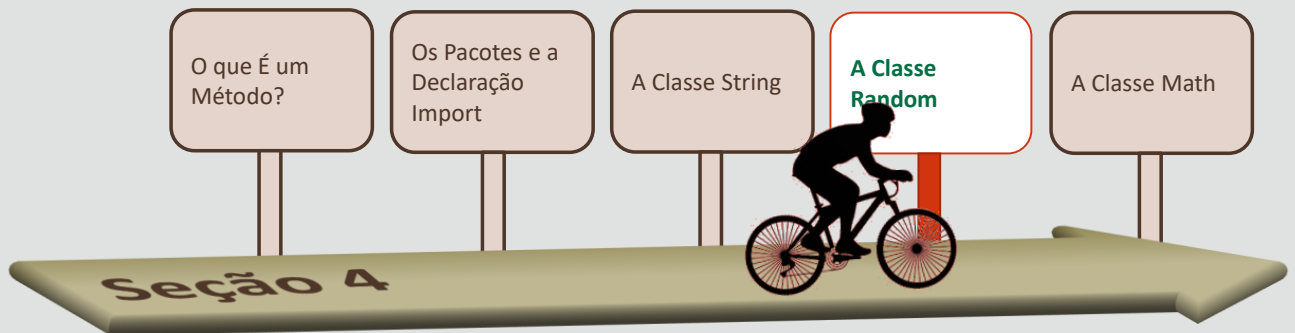 O que É um
Método?
Os Pacotes e a
Declaração
Import
A Classe String
A Classe
Random
A Classe Math
Seção 4